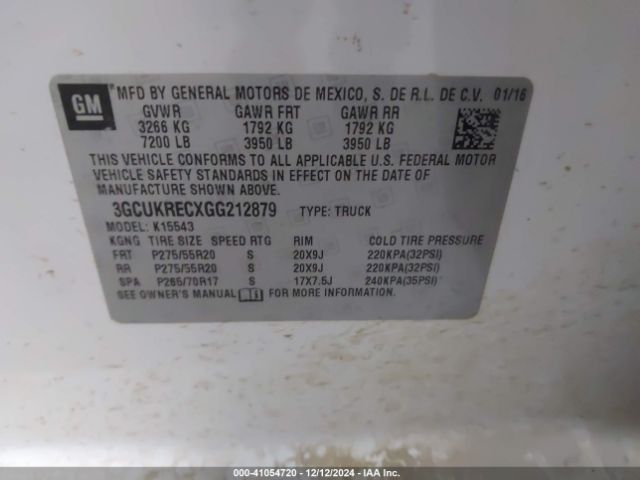 GM
MFD BY GENERAL MOTORS DE MEXICO, S. DE R.L. DE C.V. 01/16
GVWR GAWR FRT GAWR RR
3266 KG 1792 KG 1792 KG
7200 LB 3950 LB 3950 LB
THIS VEHICLE CONFORMS TO ALL APPLICABLE U.S. FEDERAL MOTOR
VEHICLE SAFETY STANDARDS IN EFFECT ON THE DATE OF
MANUFACTURE SHOWN ABOVE.
3GCUKRECXGG212879 TYPE: TRUCK
MODEL: K15543
KGNG TIRE SIZE SPEED RTG RIM COLD TIRE PRESSURE
FRT P275/55R20 S 20X9J 220KPA(32PSI)
RR P275/55R20 S 20X9J 220KPA(32PSI)
SPA P265/70R17 S 17X7.5J 240KPA(35PSI)
SEE OWNER'S MANUAL FOR MORE INFORMATION.
000-41054720 - 12/12/2024 - IAA Inc.